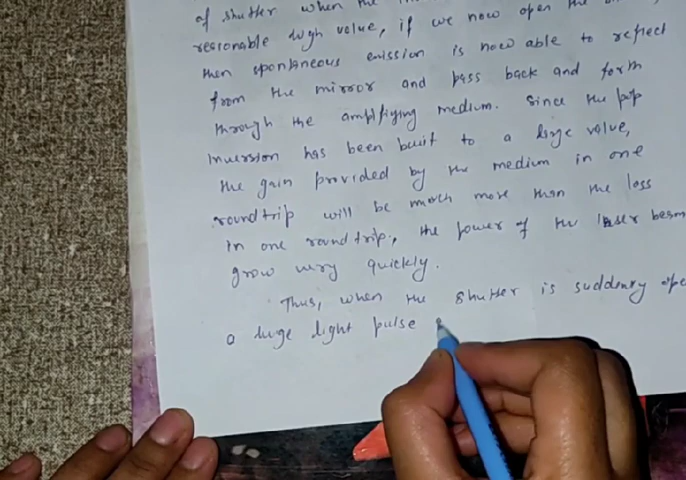 of shutter when the
resionable high value, if we now open the
then spontaneous emission is now able to reflect
from the mirror and pass back and form
through the amplifying medium. Since the pop
inversion has been built to a large value,
the gain provided by the medium in one
roundtrip will be much more than the loss
in one roundtrip, the power of the laser beam
grow very quickly.
Thus, when the shutter is suddenly ope
a huge light pulse